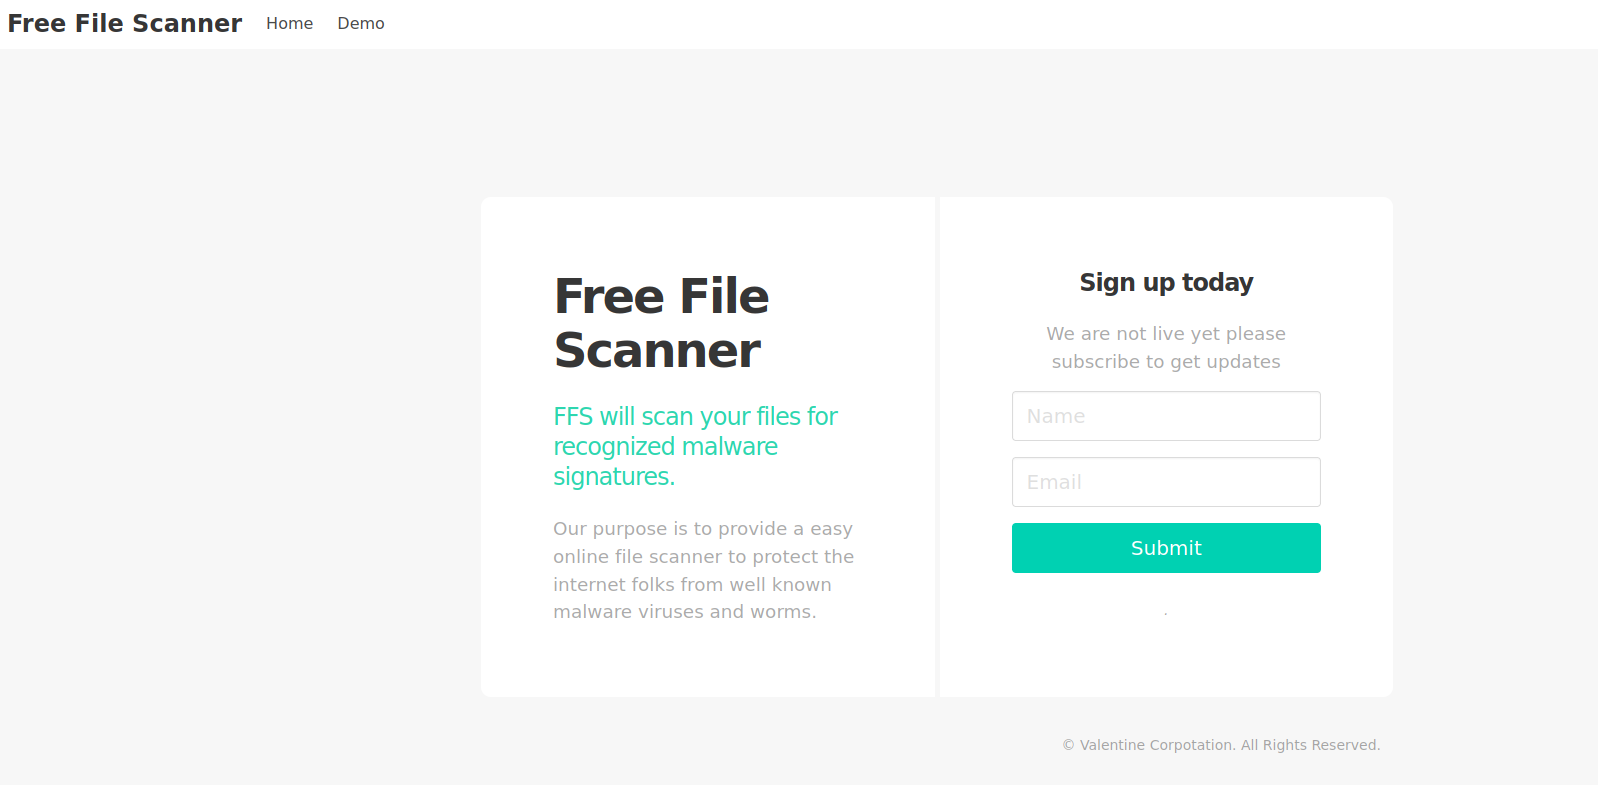 Free File Scanner Home Demo
Free File
Scanner
FFS will scan your files for
recognized malware
signatures.
Our purpose is to provide a easy
online file scanner to protect the
internet folks from well known
malware viruses and worms.
Sign up today
We are not live yet please
subscribe to get updates
Name
Email
Submit
.
© Valentine Corpotation. All Rights Reserved.